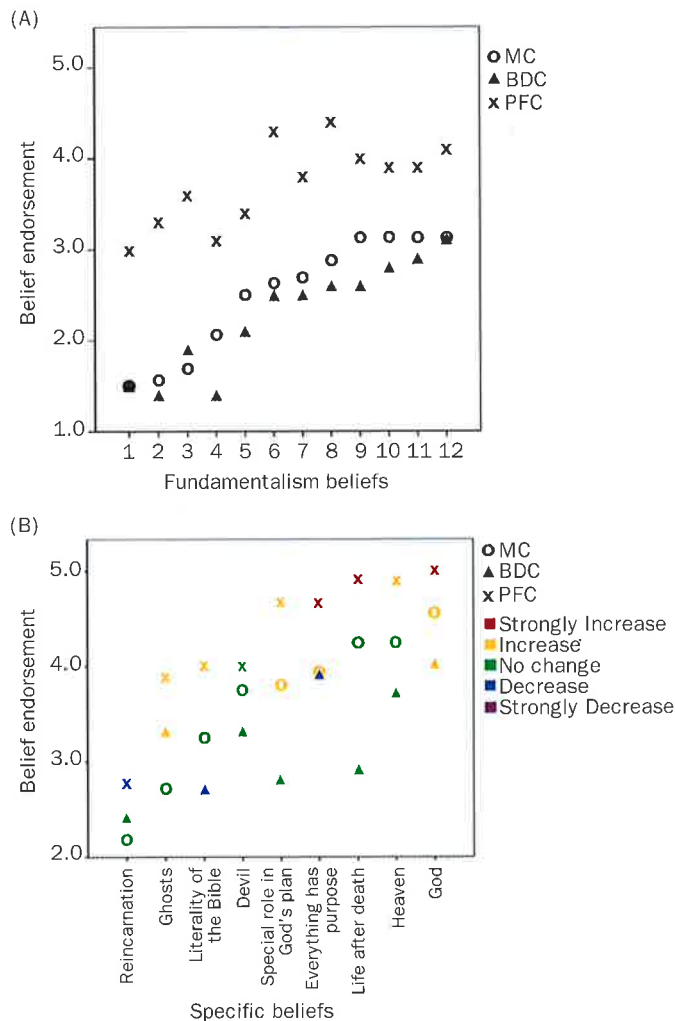 (A)
5.0
4.0
3.0
2.0
1.0
Belief endorsement
1 2 3 4 5 6 7 8 9 10 11 12
Fundamentalism beliefs
MC
BDC
PFC
(B)
5.0
4.0
3.0
2.0
Belief endorsement
MC
BDC
PFC
Strongly Increase
Increase
No change
Decrease
Strongly Decrease
Reincarnation
Ghosts
Literality of
the Bible
Devil
Special role in
God's plan
Everything has
purpose
Life after death
Heaven
God
Specific beliefs